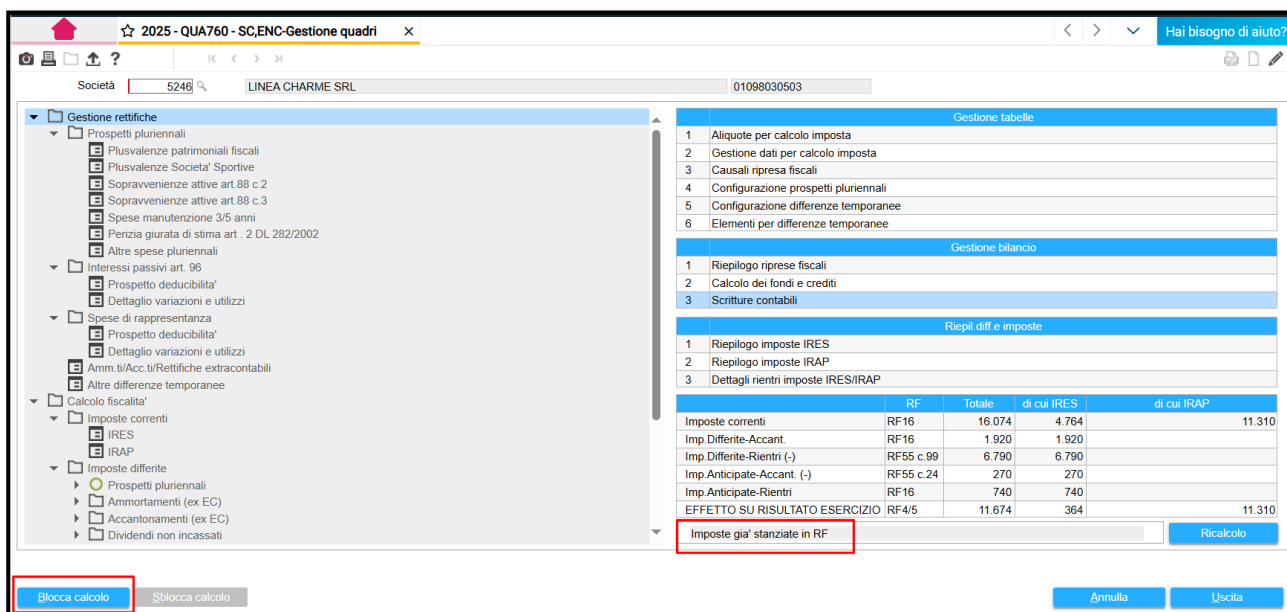 2025 - QUA760 - SC,ENC-Gestione quadri
Hai bisogno di aiuto?
Società 5246 LINEA CHARME SRL 01098030503
Gestione rettifiche
Prospetti pluriennali
Plusvalenze patrimoniali fiscali
Plusvalenze Societa' Sportive
Sopravvenienze attive art.88 c.2
Sopravvenienze attive art.88 c.3
Spese manutenzione 3/5 anni
Perizia giurata di stima art . 2 DL 282/2002
Altre spese pluriennali
Interessi passivi art. 96
Prospetto deducibilita'
Dettaglio variazioni e utilizzi
Spese di rappresentanza
Prospetto deducibilita'
Dettaglio variazioni e utilizzi
Amm.ti/Acc.ti/Rettifiche extracontabili
Altre differenze temporanee
Calcolo fiscalita'
Imposte correnti
IRES
IRAP
Imposte differite
Prospetti pluriennali
Ammortamenti (ex EC)
Accantonamenti (ex EC)
Dividendi non incassati
Gestione tabelle
1 Aliquote per calcolo imposta
2 Gestione dati per calcolo imposta
3 Causali ripresa fiscali
4 Configurazione prospetti pluriennali
5 Configurazione differenze temporanee
6 Elementi per differenze temporanee
Gestione bilancio
1 Riepilogo riprese fiscali
2 Calcolo dei fondi e crediti
3 Scritture contabili
Riepil.diff.e imposte
1 Riepilogo imposte IRES
2 Riepilogo imposte IRAP
3 Dettagli rientri imposte IRES/IRAP
RF Totale di cui IRES di cui IRAP
Imposte correnti RF16 16.074 4.764 11.310
Imp.Differite-Accant. RF16 1.920 1.920
Imp.Differite-Rientri (-) RF55 c.99 6.790 6.790
Imp.Anticipate-Accant. (-) RF55 c.24 270 270
Imp.Anticipate-Rientri RF16 740 740
EFFETTO SU RISULTATO ESERCIZIO RF4/5 11.674 364 11.310
Imposte gia' stanziate in RF
Ricalcolo
Blocca calcolo
Sblocca calcolo
Annulla
Uscita